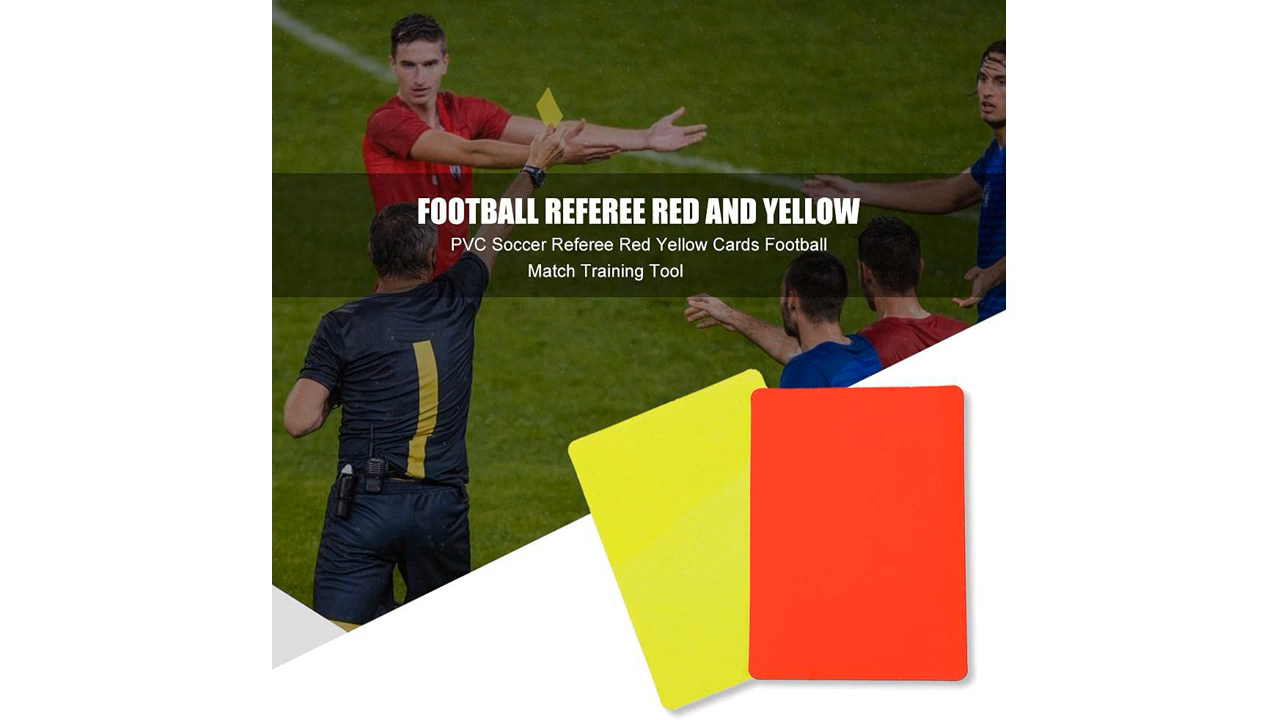 FOOTBALL REFEREE RED AND YELLOW
PVC Soccer Referee Red Yellow Cards Football
Match Training Tool